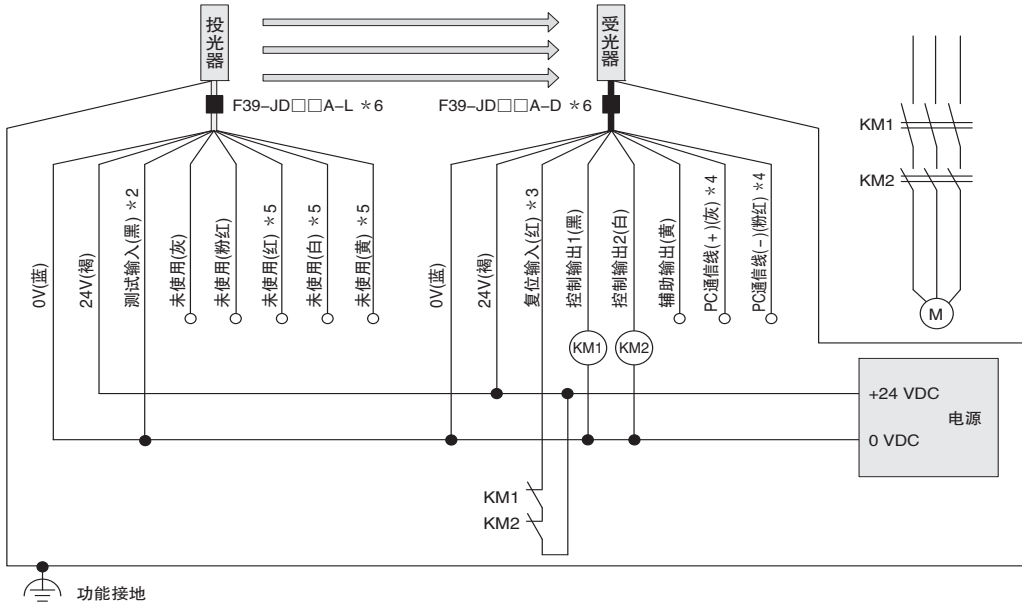 投光器
受光器
F39-JD□□A-L *6
F39-JD□□A-D *6
KM1
KM2
0V(蓝)
24V(褐)
测试输入(黑) *2
未使用(灰)
未使用(粉红)
未使用(红) *5
未使用(白) *5
未使用(黄) *5
0V(蓝)
24V(褐)
复位输入(红) *3
控制输出1(黑)
控制输出2(白)
辅助输出(黄)
PC通信线(+)(灰) *4
PC通信线(-)(粉红) *4
M
KM1
KM2
+24 VDC
电源
0 VDC
KM1
KM2
功能接地